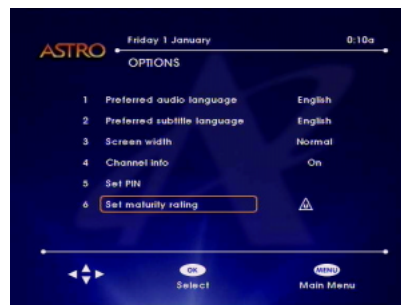 ASTRO
Friday 1 January 0:10a
OPTIONS
1 Preferred audio language English
2 Preferred subtitle language English
3 Screen width Normal
4 Channel info On
5 Set PIN
6 Set maturity rating U
OK MENU
Select Main Menu